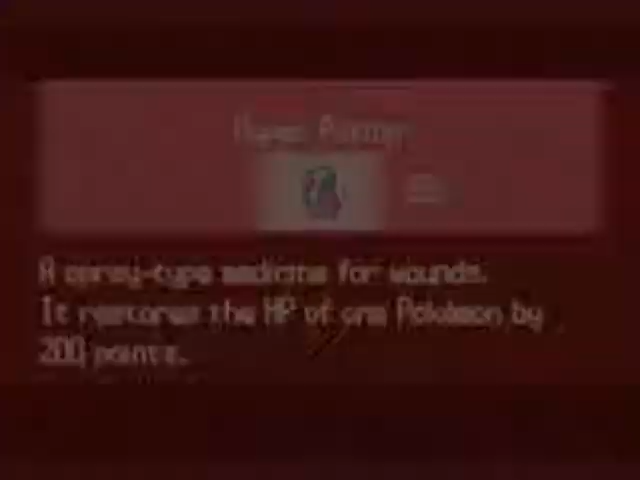 Hyper Potion
A spray-type medicine for wounds.
It restores the HP of one Pokémon by
200 points.